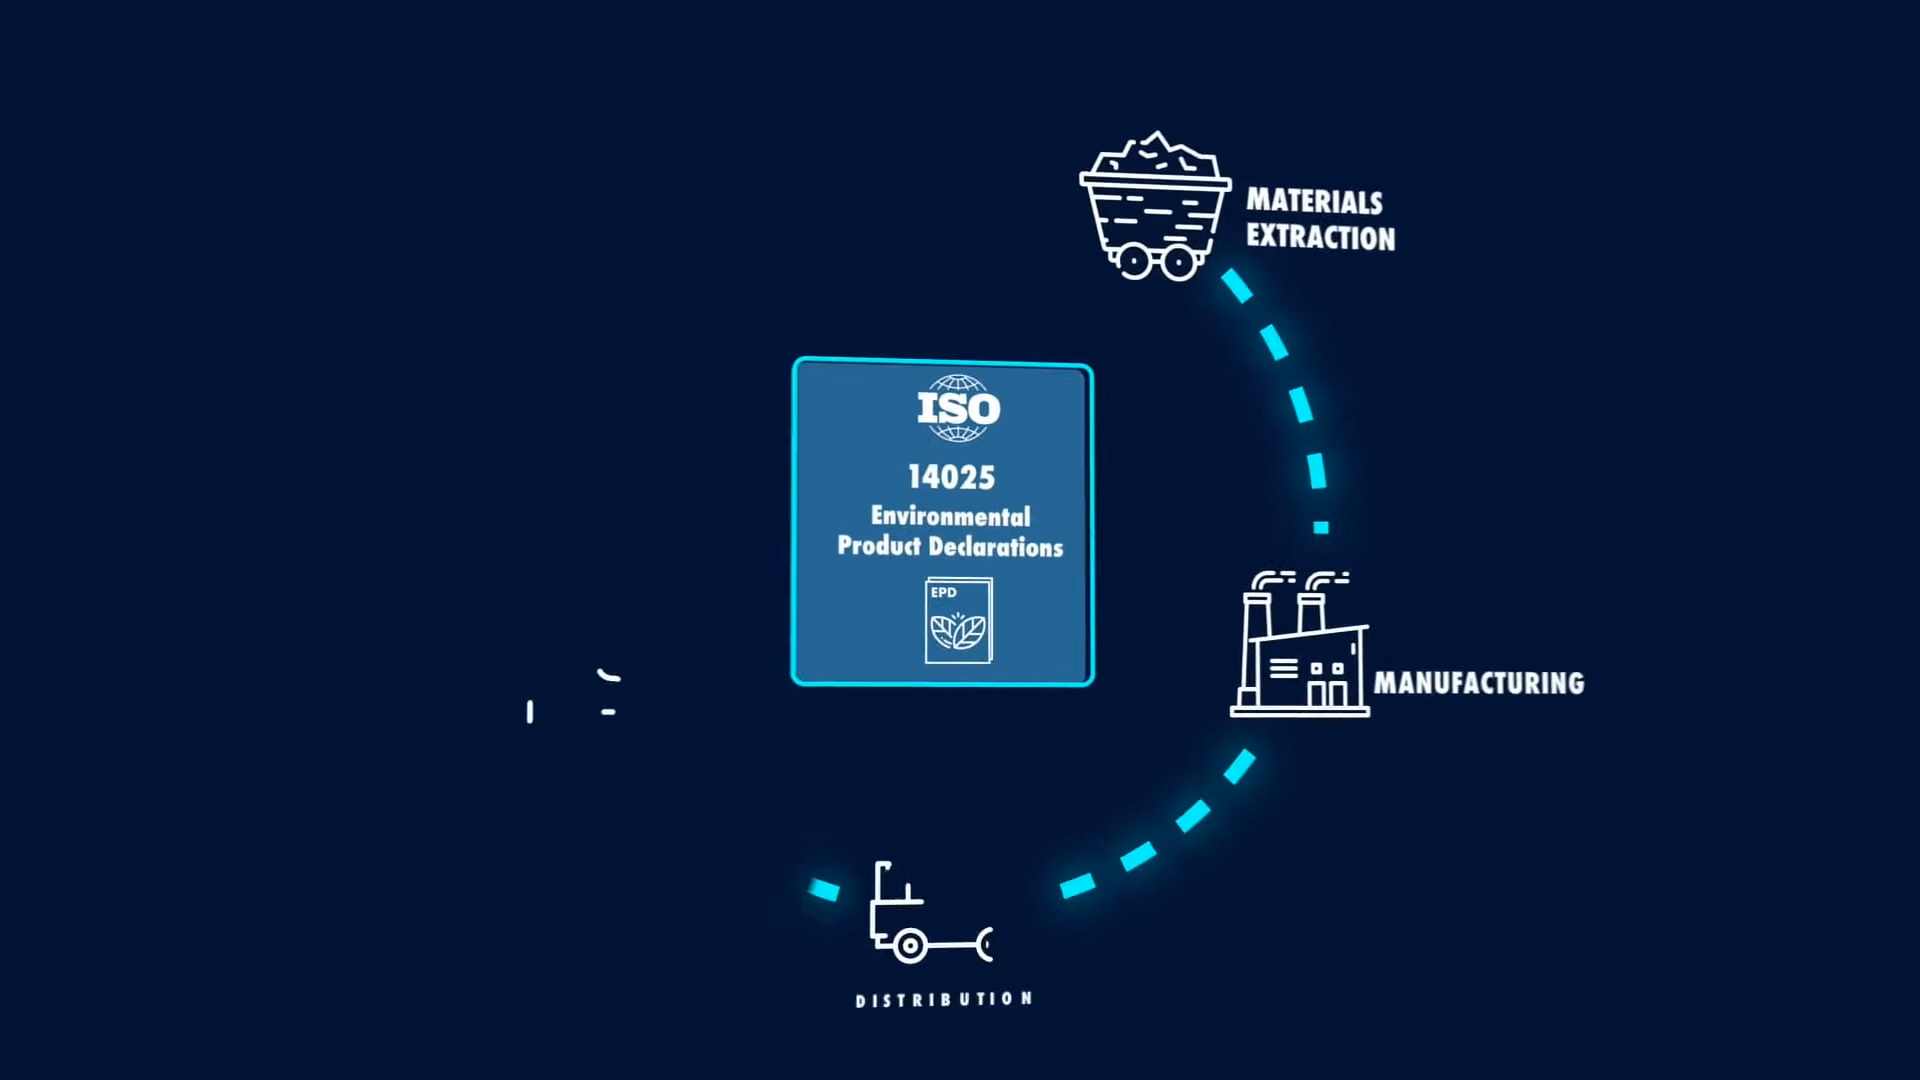 MATERIALS
EXTRACTION
ISO
14025
Environmental
Product Declarations
EPD
MANUFACTURING
DISTRIBUTION